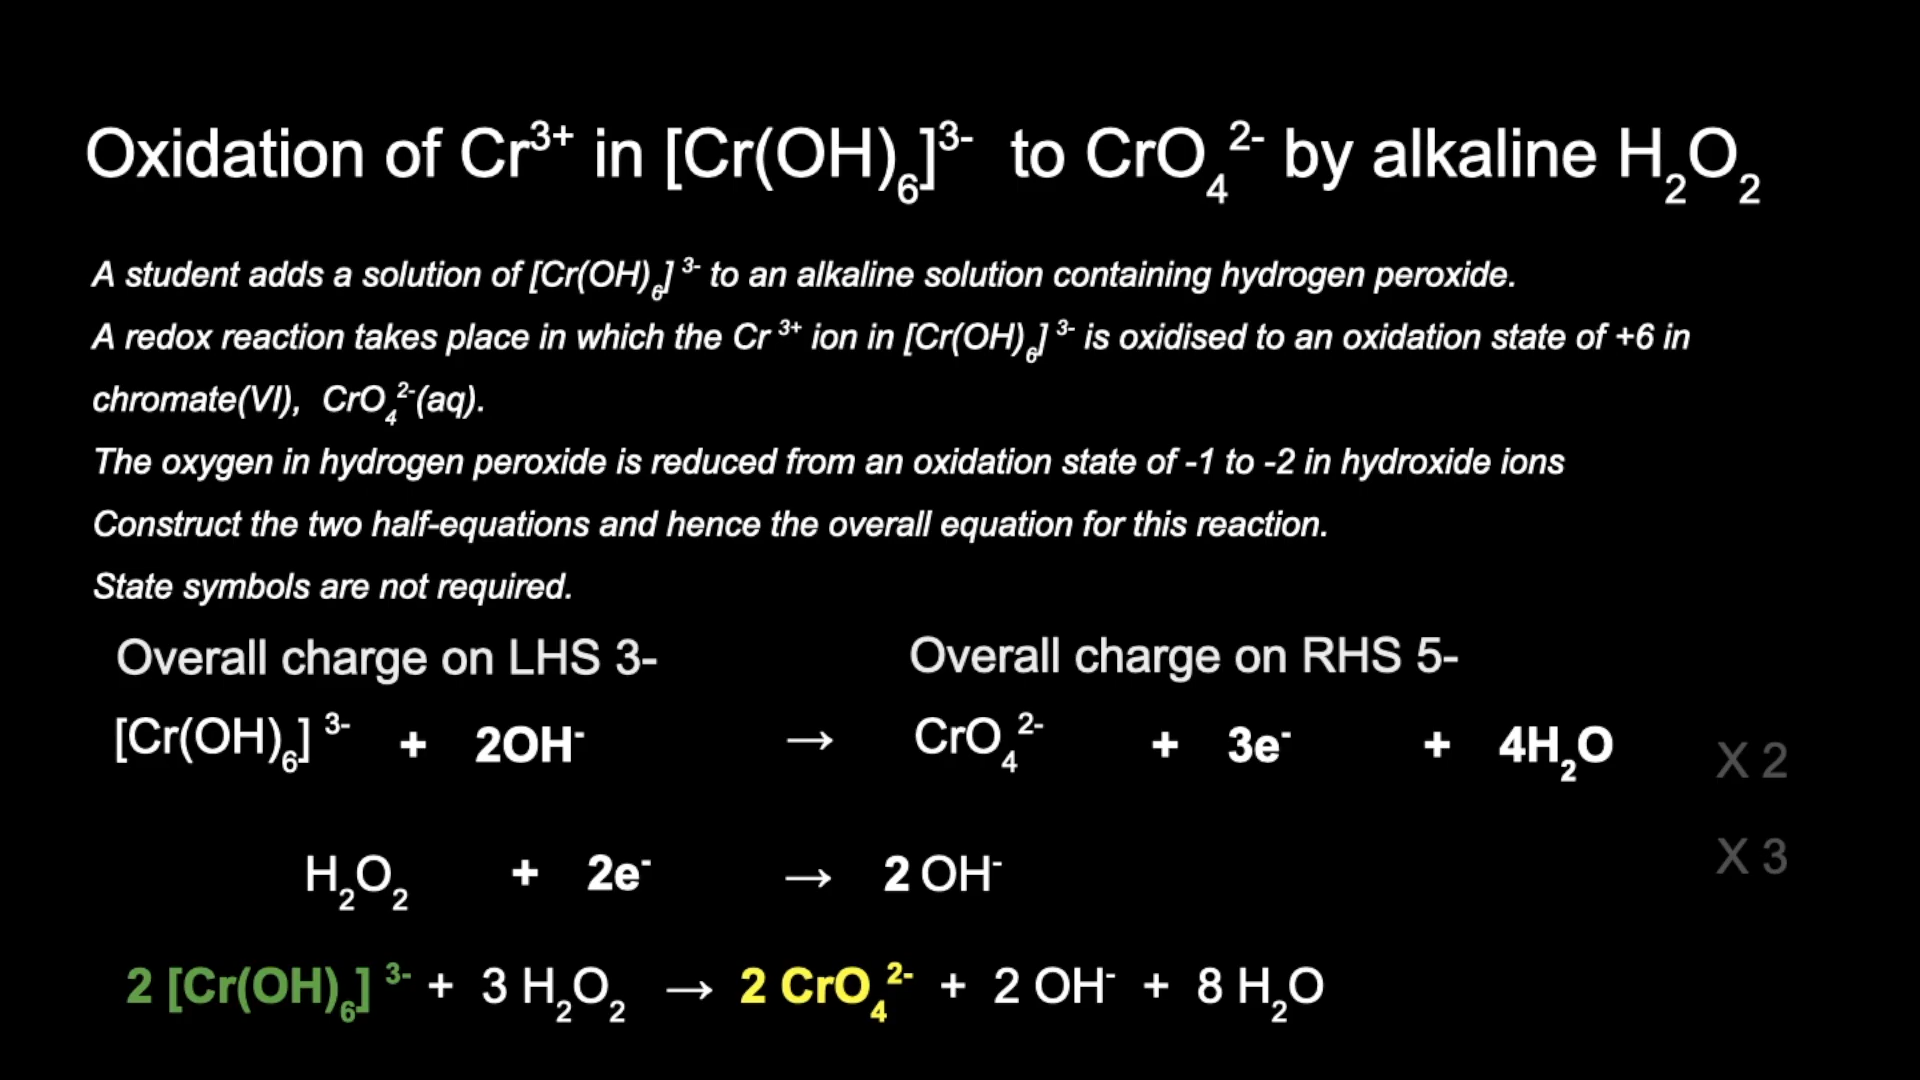 Oxidation of Cr³⁺ in [Cr(OH)₆]³⁻ to CrO₄²⁻ by alkaline H₂O₂
A student adds a solution of [Cr(OH)₆]³⁻ to an alkaline solution containing hydrogen peroxide.
A redox reaction takes place in which the Cr³⁺ ion in [Cr(OH)₆]³⁻ is oxidised to an oxidation state of +6 in
chromate(VI), CrO₄²⁻(aq).
The oxygen in hydrogen peroxide is reduced from an oxidation state of -1 to -2 in hydroxide ions
Construct the two half-equations and hence the overall equation for this reaction.
State symbols are not required.
Overall charge on LHS 3- Overall charge on RHS 5-
[Cr(OH)₆]³⁻ + 2OH⁻ → CrO₄²⁻ + 3e⁻ + 4H₂O X 2
H₂O₂ + 2e⁻ → 2 OH⁻ X 3
2 [Cr(OH)₆]³⁻ + 3 H₂O₂ → 2 CrO₄²⁻ + 2 OH⁻ + 8 H₂O